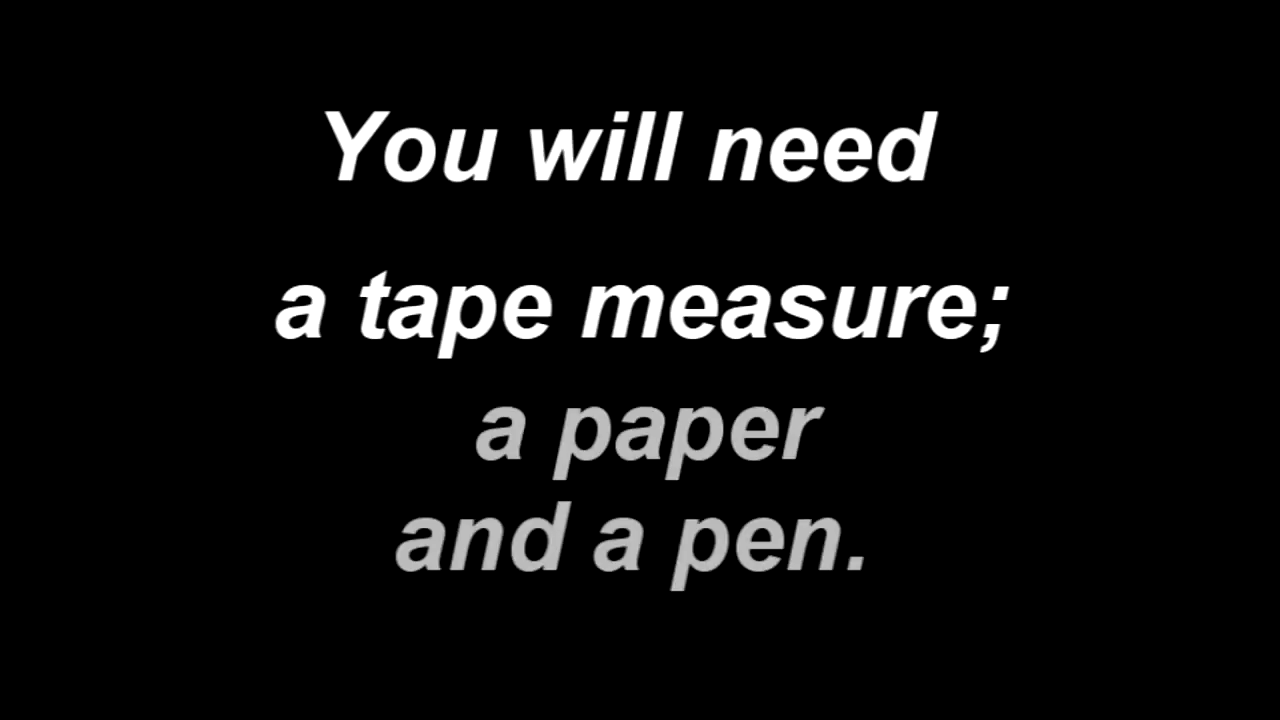 You will need
a tape measure;
a paper
and a pen.